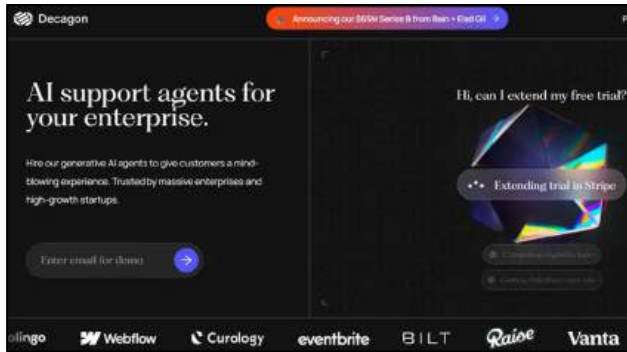 Decagon
Announcing our $65M Series B from Bain + Elad Gil
P
AI support agents for
your enterprise.
Hire our generative AI agents to give customers a mind-
blowing experience. Trusted by massive enterprises and
high-growth startups.
Enter email for demo
Hi, can I extend my free trial?
Extending trial in Stripe
olingo
Webflow
Curology
eventbrite
BILT
Raise
Vanta